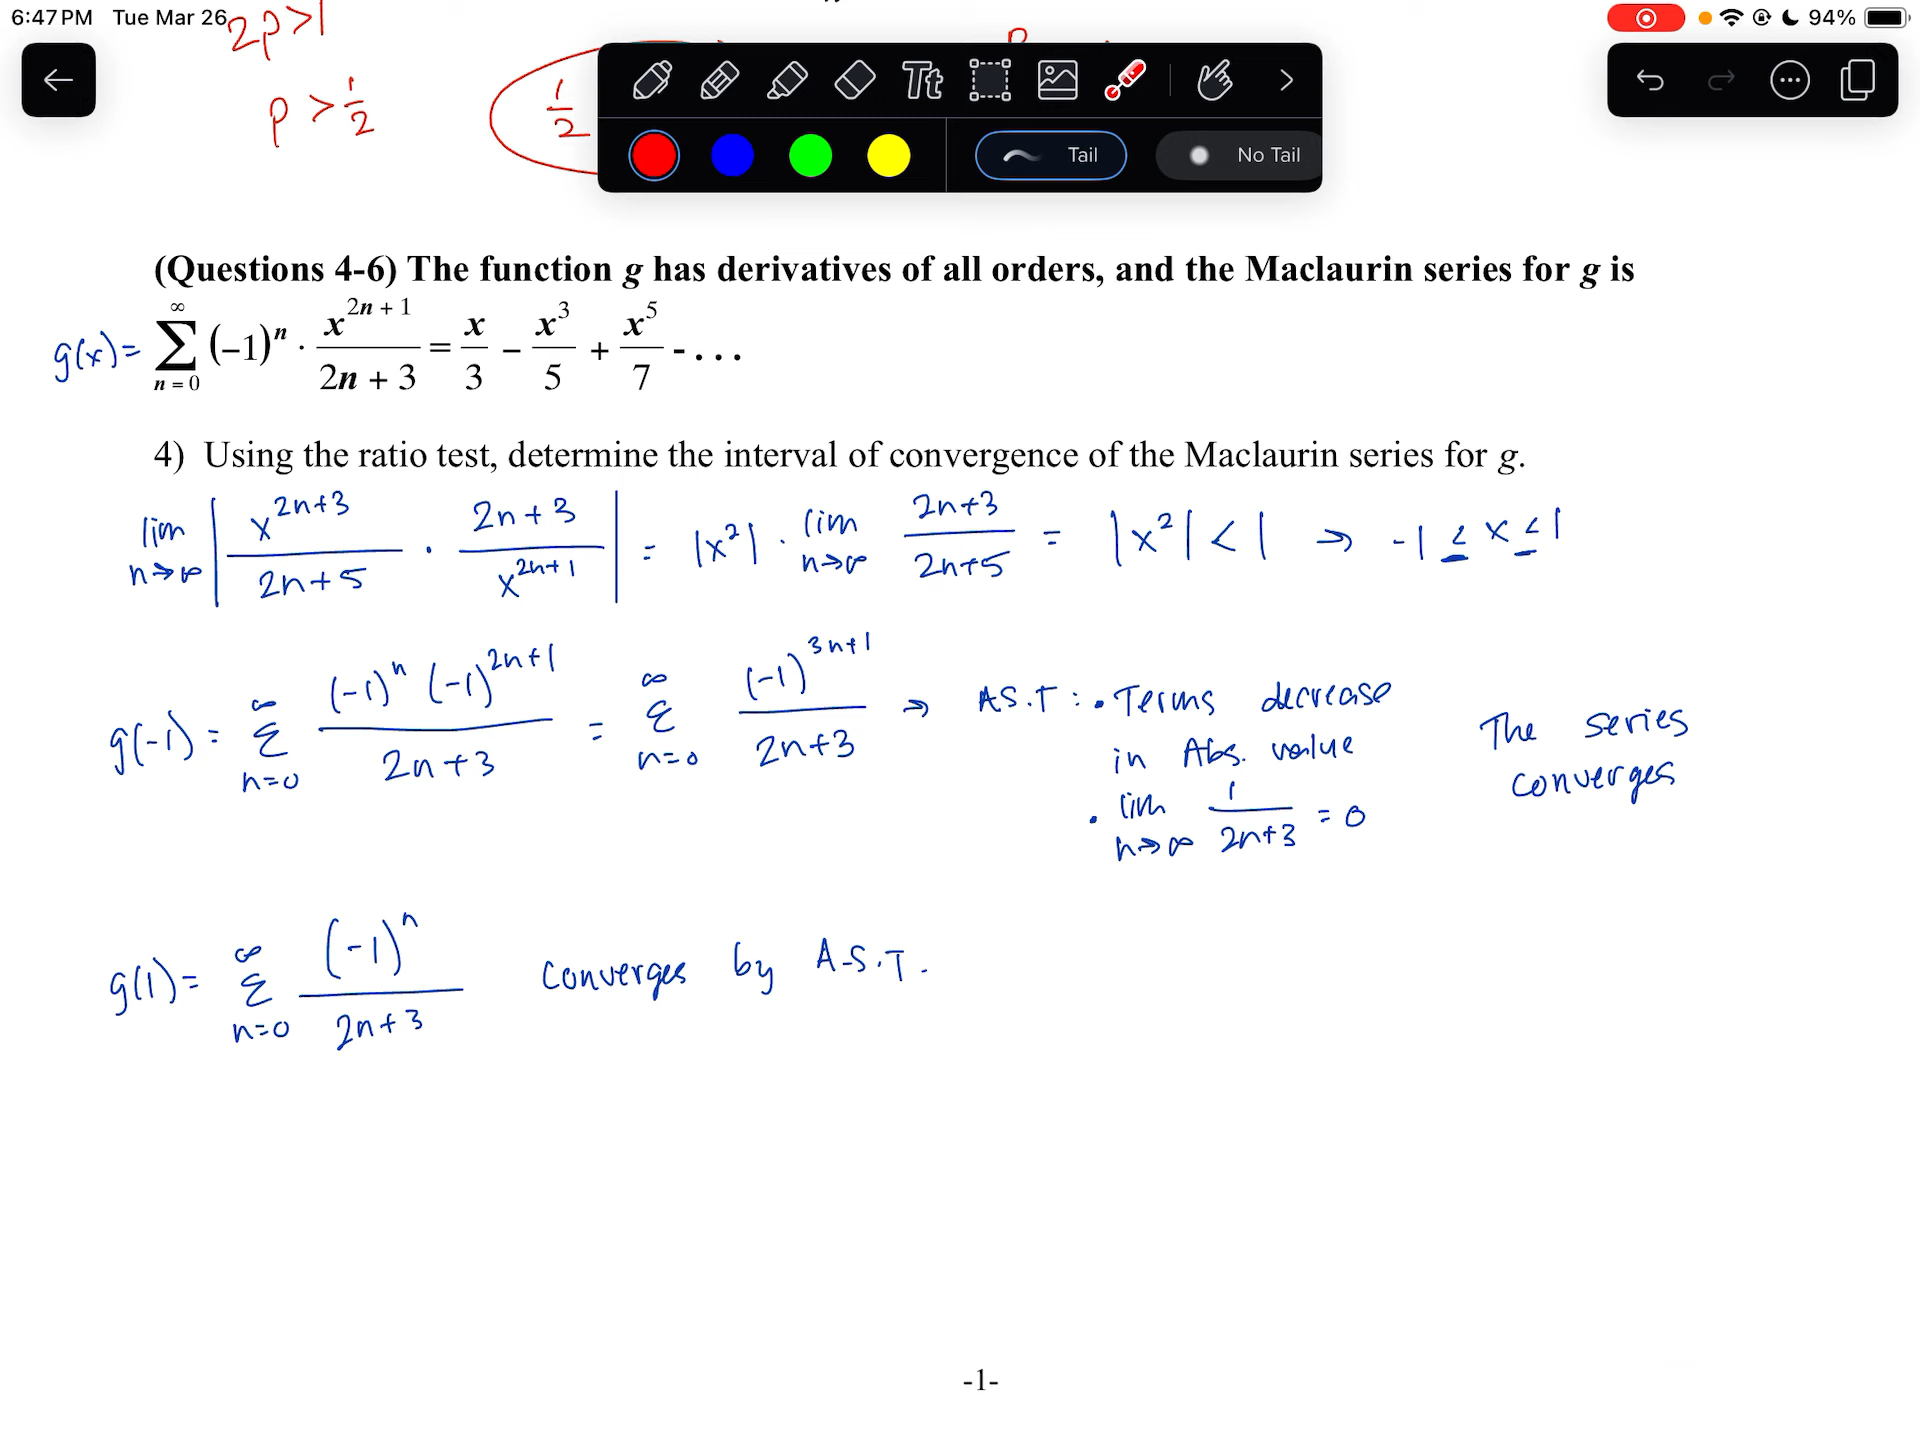 6:47 PM Tue Mar 26
94%
2p>1
p > 1/2
1/2
Tt
Tail
No Tail
(Questions 4-6) The function g has derivatives of all orders, and the Maclaurin series for g is
g(x) = ∑_{n = 0}^{∞} (−1)^n · x^{2n + 1}/(2n + 3) = x/3 − x^3/5 + x^5/7 - . . .
4) Using the ratio test, determine the interval of convergence of the Maclaurin series for g.
lim n→∞ | x^{2n+3}/(2n+5) · (2n+3)/x^{2n+1} | = |x^2| · lim n→∞ (2n+3)/(2n+5) = |x^2| < 1 → -1 ≤ x ≤ 1
g(-1) = Σ_{n=0}^{∞} (-1)^n (-1)^{2n+1}/(2n+3) = Σ_{n=0}^{∞} (-1)^{3n+1}/(2n+3) → A.S.T : • Terms decrease
in Abs. value
• lim n→∞ 1/(2n+3) = 0
The series
converges
g(1) = Σ_{n=0}^{∞} (-1)^n/(2n+3) converges by A.S.T.
-1-